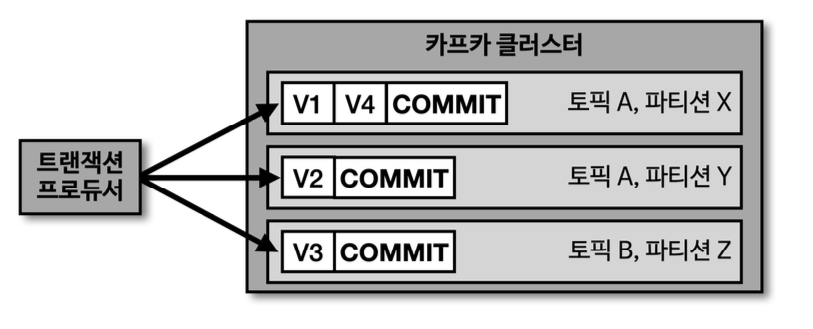 카프카 클러스터
V1 V4 COMMIT 토픽 A, 파티션 X
트랜잭션
프로듀서
V2 COMMIT 토픽 A, 파티션 Y
V3 COMMIT 토픽 B, 파티션 Z